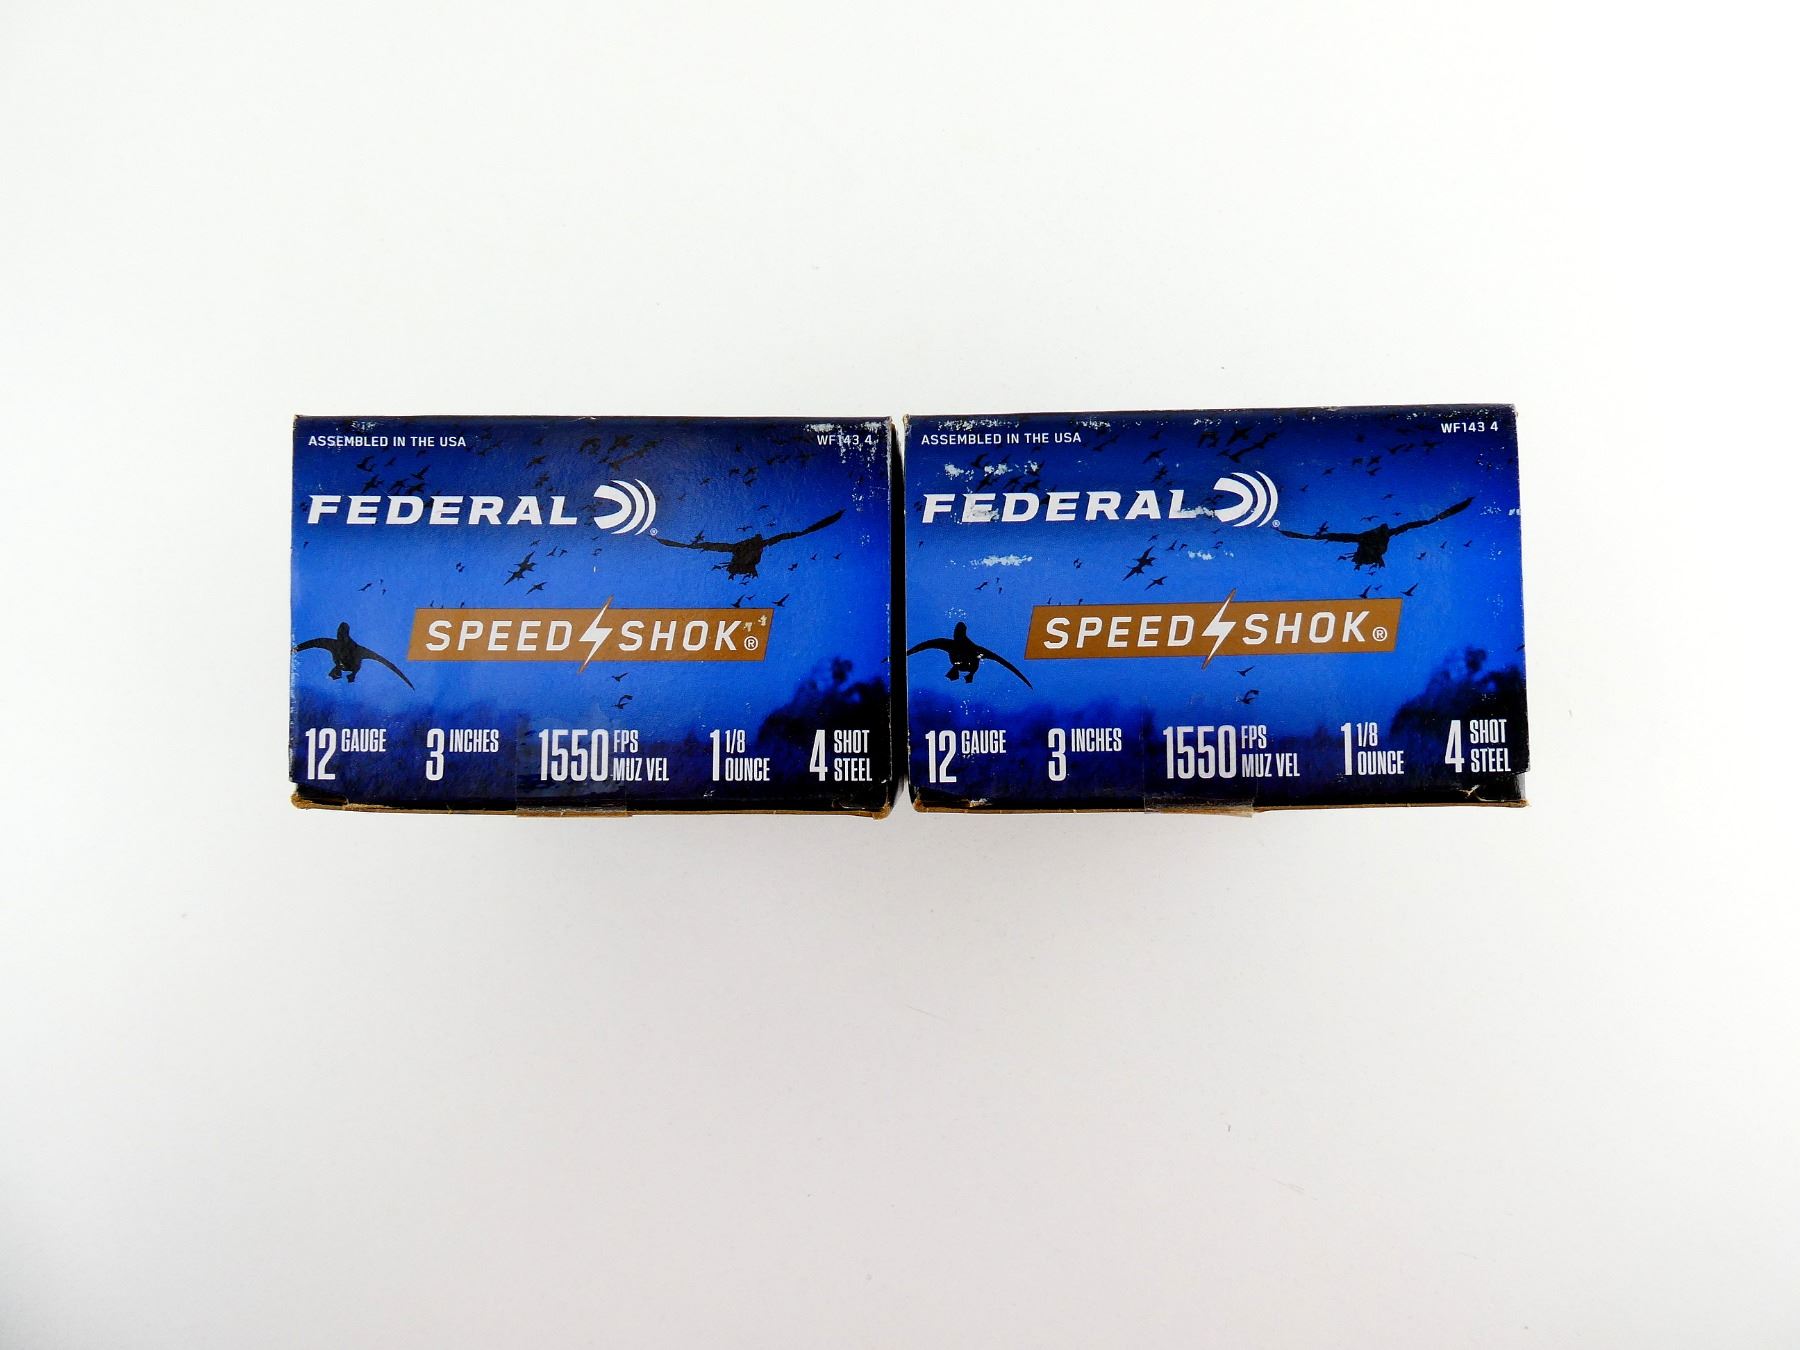 ASSEMBLED IN THE USA
WF143 4
FEDERAL®
SPEED SHOK®
12 GAUGE
3 INCHES
1550 FPS
MUZ VEL
1 1/8
OUNCE
4 SHOT
STEEL
ASSEMBLED IN THE USA
WF143 4
FEDERAL®
SPEED SHOK®
12 GAUGE
3 INCHES
1550 FPS
MUZ VEL
1 1/8
OUNCE
4 SHOT
STEEL